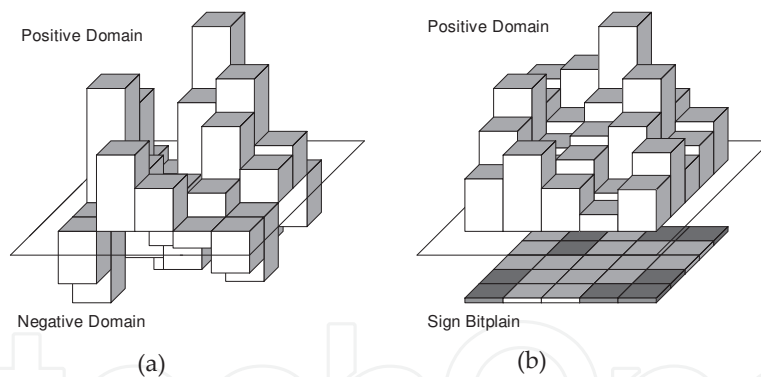 Positive Domain
Positive Domain
Negative Domain
Sign Bitplain
(a)
(b)